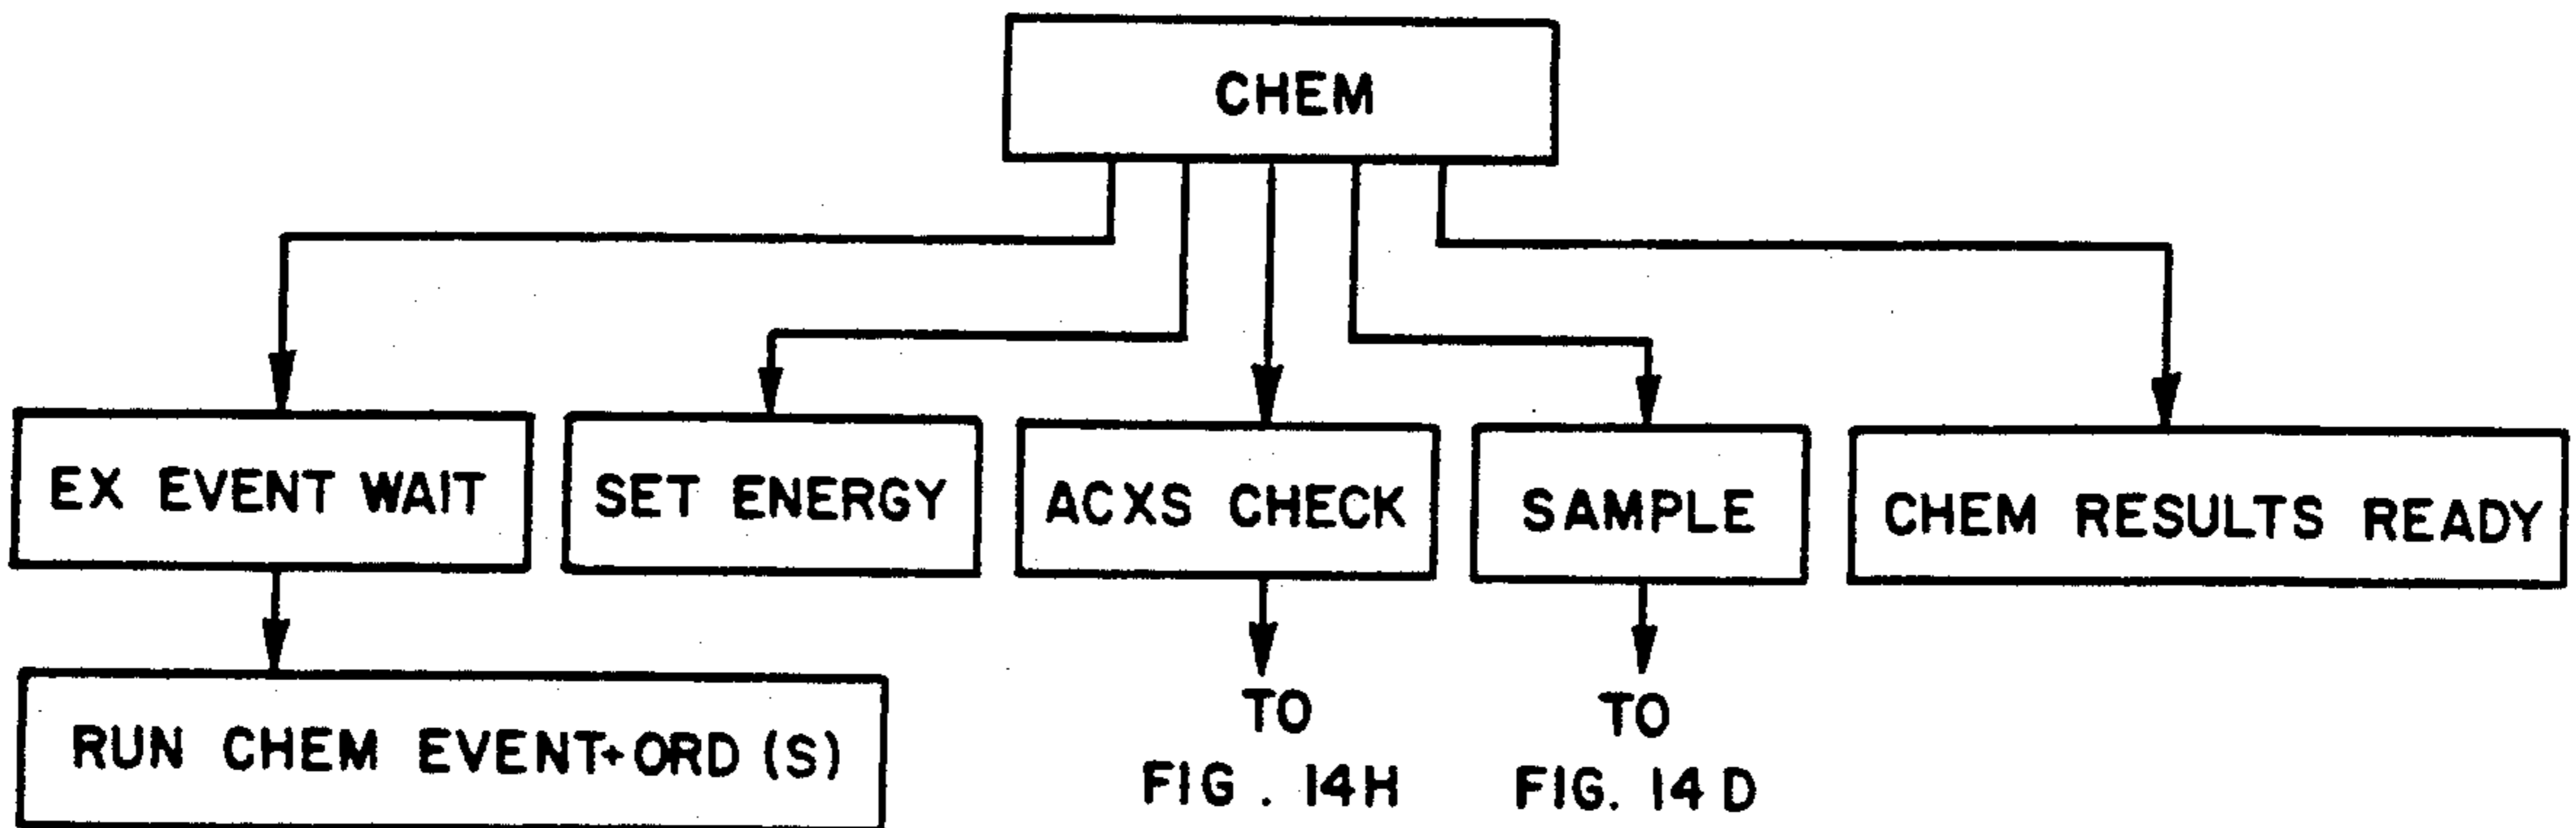 CHEM
EX EVENT WAIT
SET ENERGY
ACXS CHECK
SAMPLE
CHEM RESULTS READY
RUN CHEM EVENT+ORD (S)
TO
FIG. 14H
TO
FIG. 14D